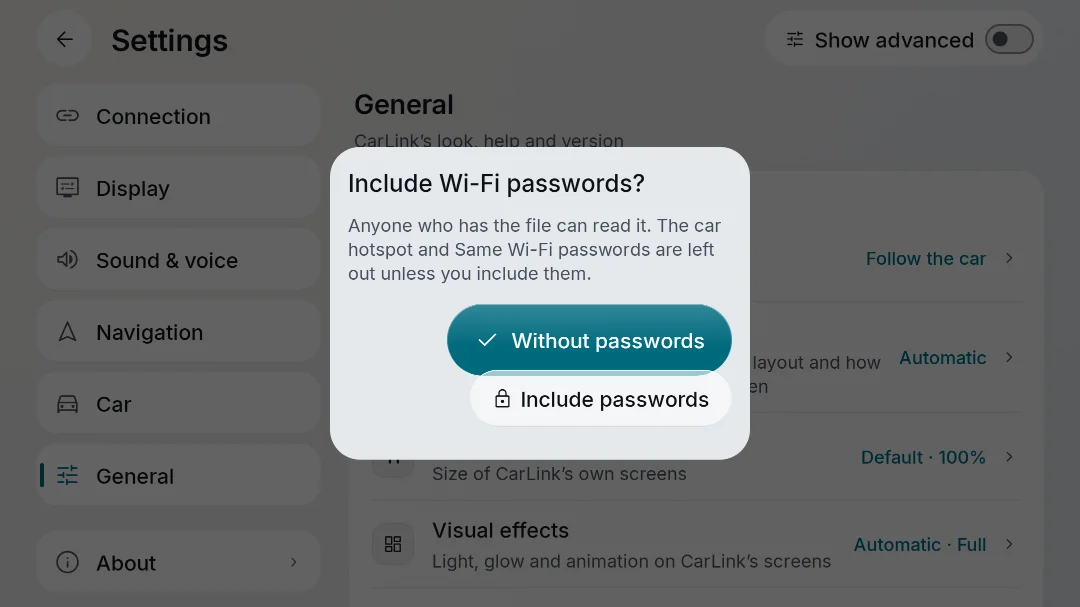 Settings
Show advanced
Connection
Display
Sound & voice
Navigation
Car
General
About
General
CarLink's look, help and version
Include Wi-Fi passwords?
Anyone who has the file can read it. The car
hotspot and Same Wi-Fi passwords are left
out unless you include them.
Without passwords
Include passwords
Follow the car
layout and how
Automatic
Default · 100%
Size of CarLink's own screens
Visual effects
Light, glow and animation on CarLink's screens
Automatic · Full